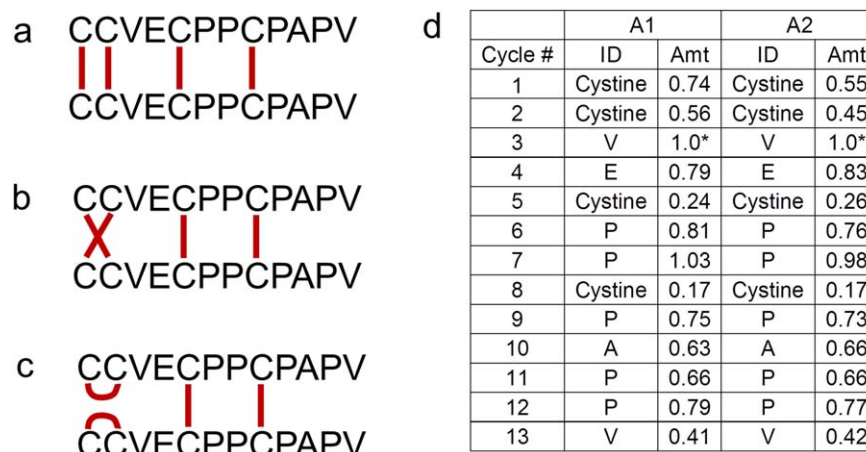 a
CCVECPPCPAPV
CCVECPPCPAPV
b
CCVECPPCPAPV
CCVECPPCPAPV
c
CCVECPPCPAPV
CCVECPPCPAPV
d
A1 A2
Cycle # ID Amt ID Amt
1 Cystine 0.74 Cystine 0.55
2 Cystine 0.56 Cystine 0.45
3 V 1.0* V 1.0*
4 E 0.79 E 0.83
5 Cystine 0.24 Cystine 0.26
6 P 0.81 P 0.76
7 P 1.03 P 0.98
8 Cystine 0.17 Cystine 0.17
9 P 0.75 P 0.73
10 A 0.63 A 0.66
11 P 0.66 P 0.66
12 P 0.79 P 0.77
13 V 0.41 V 0.42